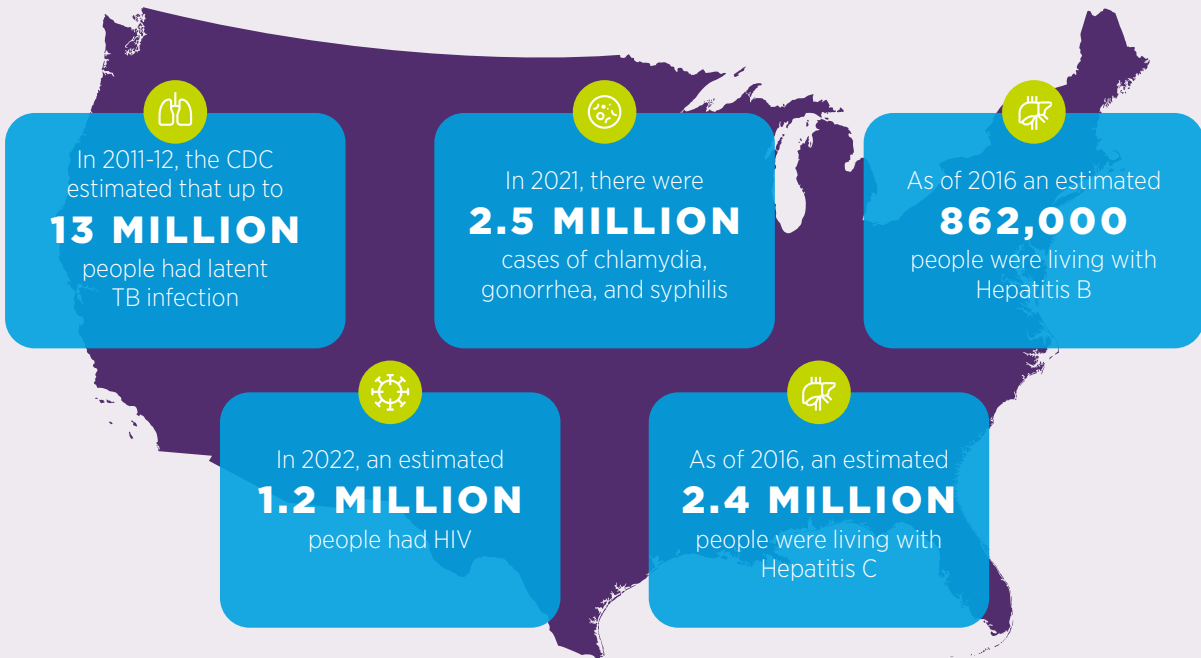 In 2011-12, the CDC
estimated that up to
13 MILLION
people had latent
TB infection
In 2021, there were
2.5 MILLION
cases of chlamydia,
gonorrhea, and syphilis
As of 2016 an estimated
862,000
people were living with
Hepatitis B
In 2022, an estimated
1.2 MILLION
people had HIV
As of 2016, an estimated
2.4 MILLION
people were living with
Hepatitis C